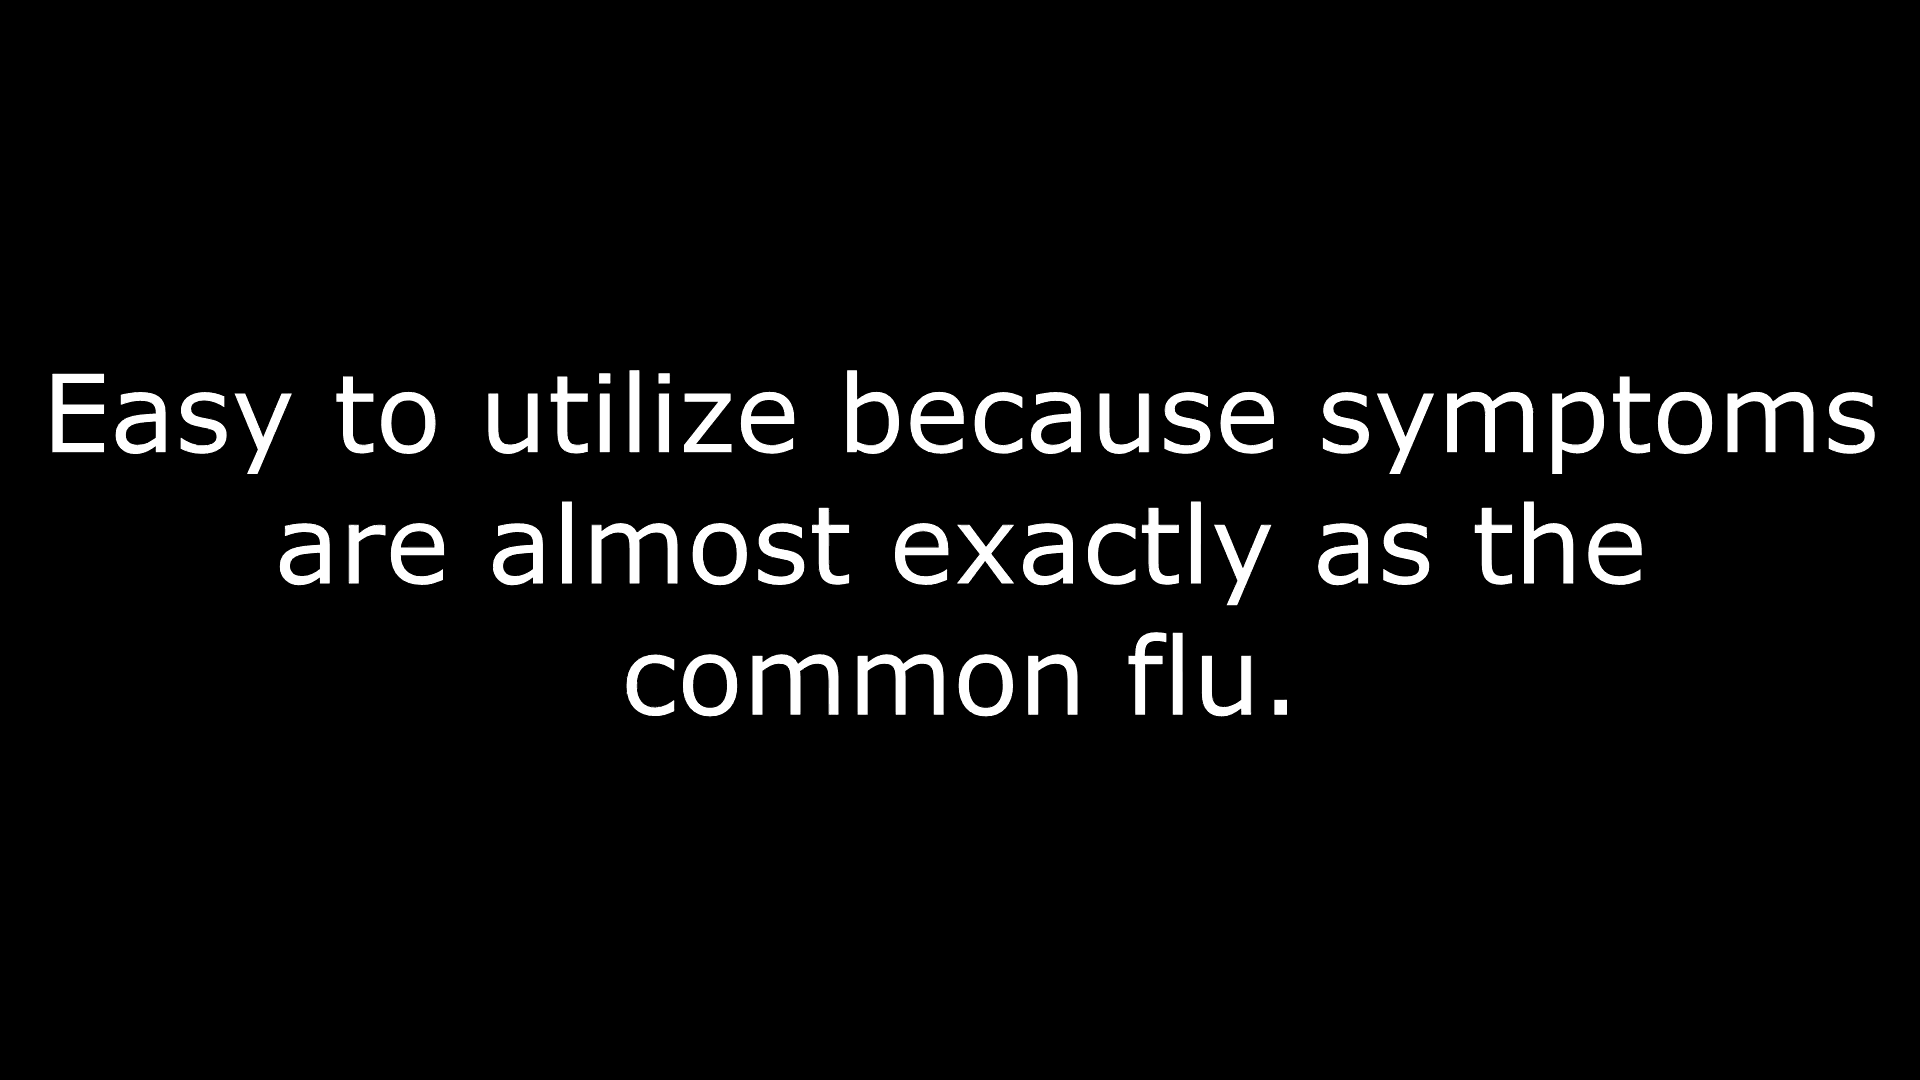 Easy to utilize because symptoms
are almost exactly as the
common flu.